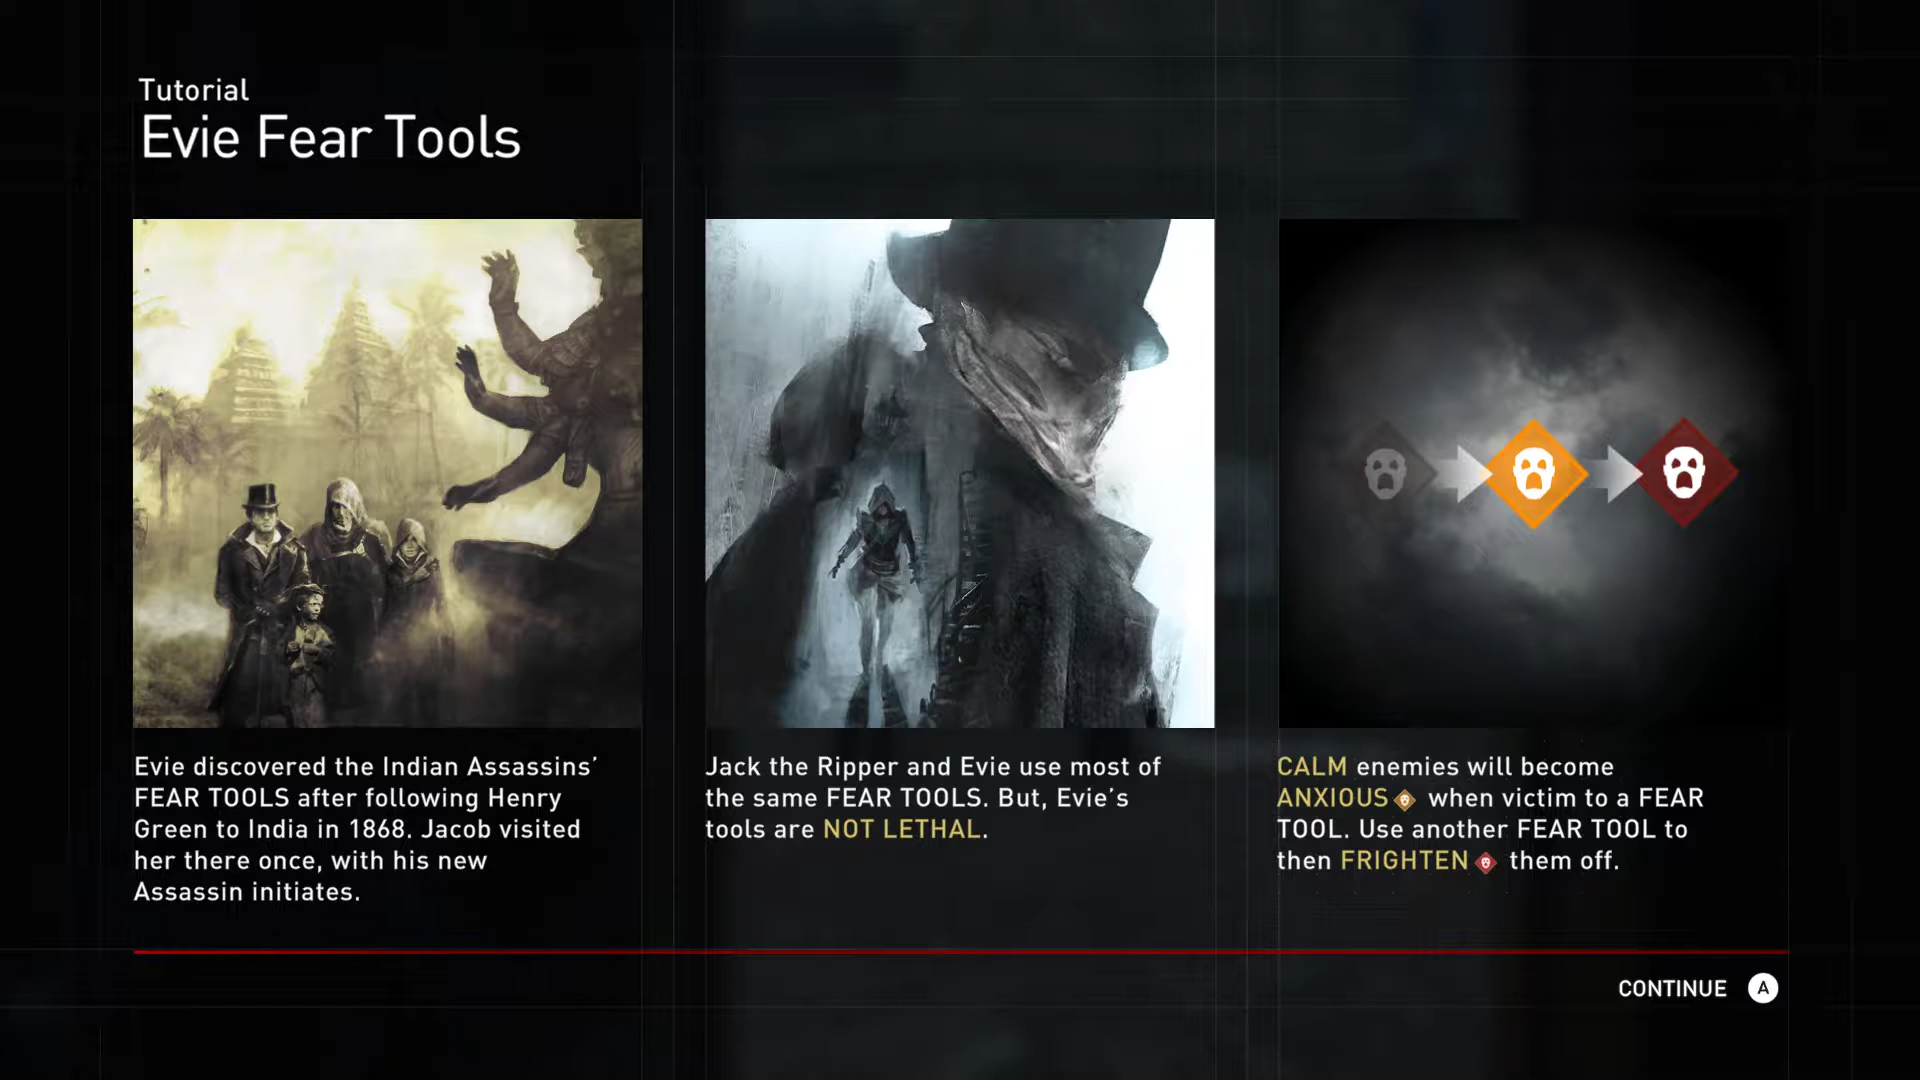 Tutorial
Evie Fear Tools
Evie discovered the Indian Assassins’
FEAR TOOLS after following Henry
Green to India in 1868. Jacob visited
her there once, with his new
Assassin initiates.
Jack the Ripper and Evie use most of
the same FEAR TOOLS. But, Evie’s
tools are NOT LETHAL.
CALM enemies will become
ANXIOUS when victim to a FEAR
TOOL. Use another FEAR TOOL to
then FRIGHTEN them off.
CONTINUE A